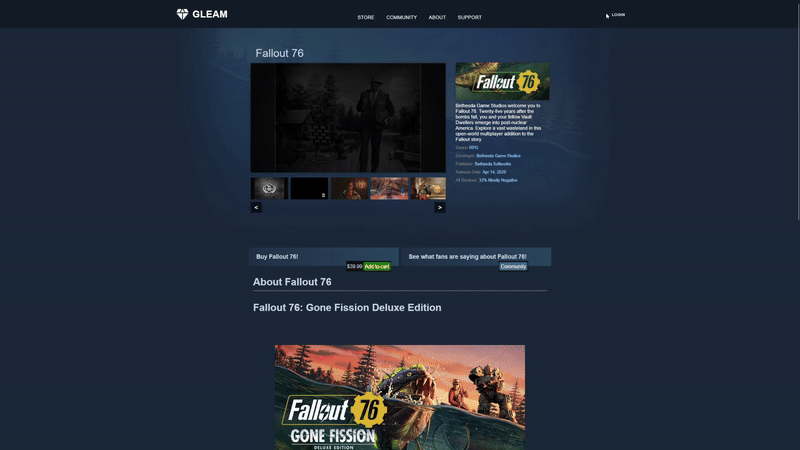 GLEAM
STORE COMMUNITY ABOUT SUPPORT
LOGIN
Fallout 76
Fallout 76
Bethesda Game Studios welcome you to
Fallout 76. Twenty-five years after the
bombs fall, you and your fellow Vault
Dwellers emerge into post-nuclear
America. Explore a vast wasteland in this
open-world multiplayer addition to the
Fallout story.
Genre: RPG
Developer: Bethesda Game Studios
Publisher: Bethesda Softworks
Release Date: Apr 14, 2020
All Reviews: 33% Mostly Negative
< >
Buy Fallout 76!
$39.99 Add to cart
See what fans are saying about Fallout 76!
Community
About Fallout 76
Fallout 76: Gone Fission Deluxe Edition
Fallout 76
GONE FISSION
DELUXE EDITION